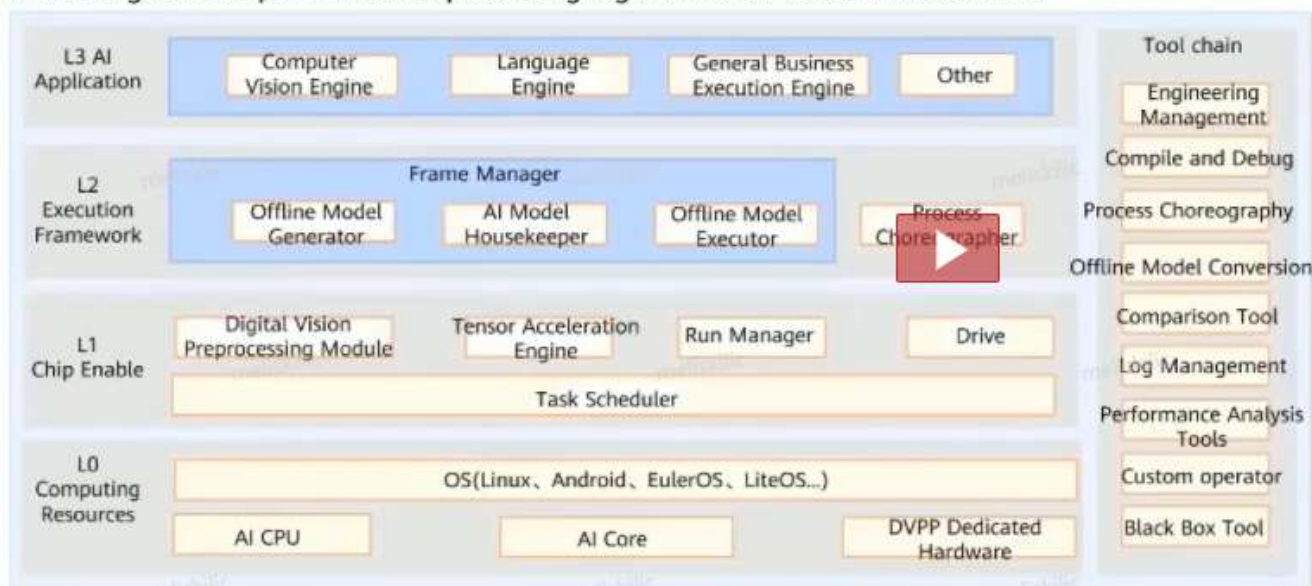 L3 AI
Application
Computer
Vision Engine
Language
Engine
General Business
Execution Engine
Other
L2
Execution
Framework
Frame Manager
Offline Model
Generator
AI Model
Housekeeper
Offline Model
Executor
Process
Choreographer
L1
Chip Enable
Digital Vision
Preprocessing Module
Tensor Acceleration
Engine
Run Manager
Drive
Task Scheduler
L0
Computing
Resources
OS(Linux、Android、EulerOS、LiteOS...)
AI CPU
AI Core
DVPP Dedicated
Hardware
Tool chain
Engineering
Management
Compile and Debug
Process Choreography
Offline Model Conversion
Comparison Tool
Log Management
Performance Analysis
Tools
Custom operator
Black Box Tool